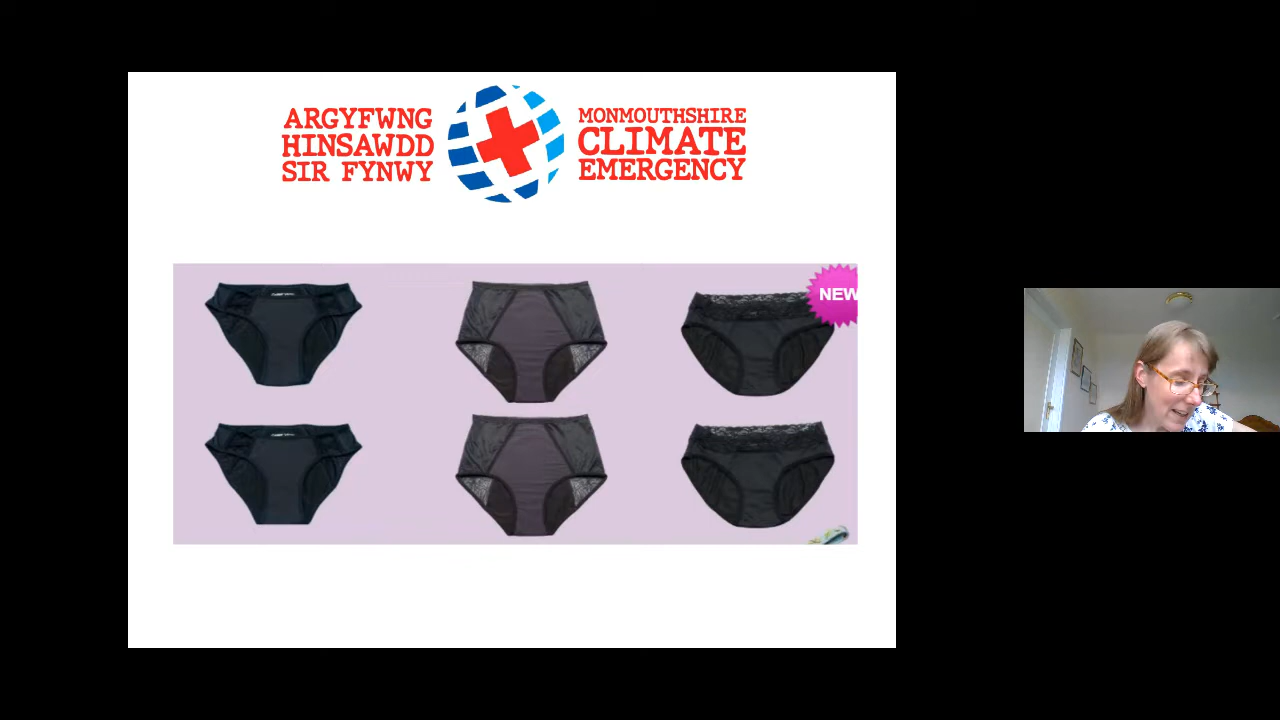 ARGYFWNG
HINSAWDD
SIR FYNWY
MONMOUTHSHIRE
CLIMATE
EMERGENCY
NEW